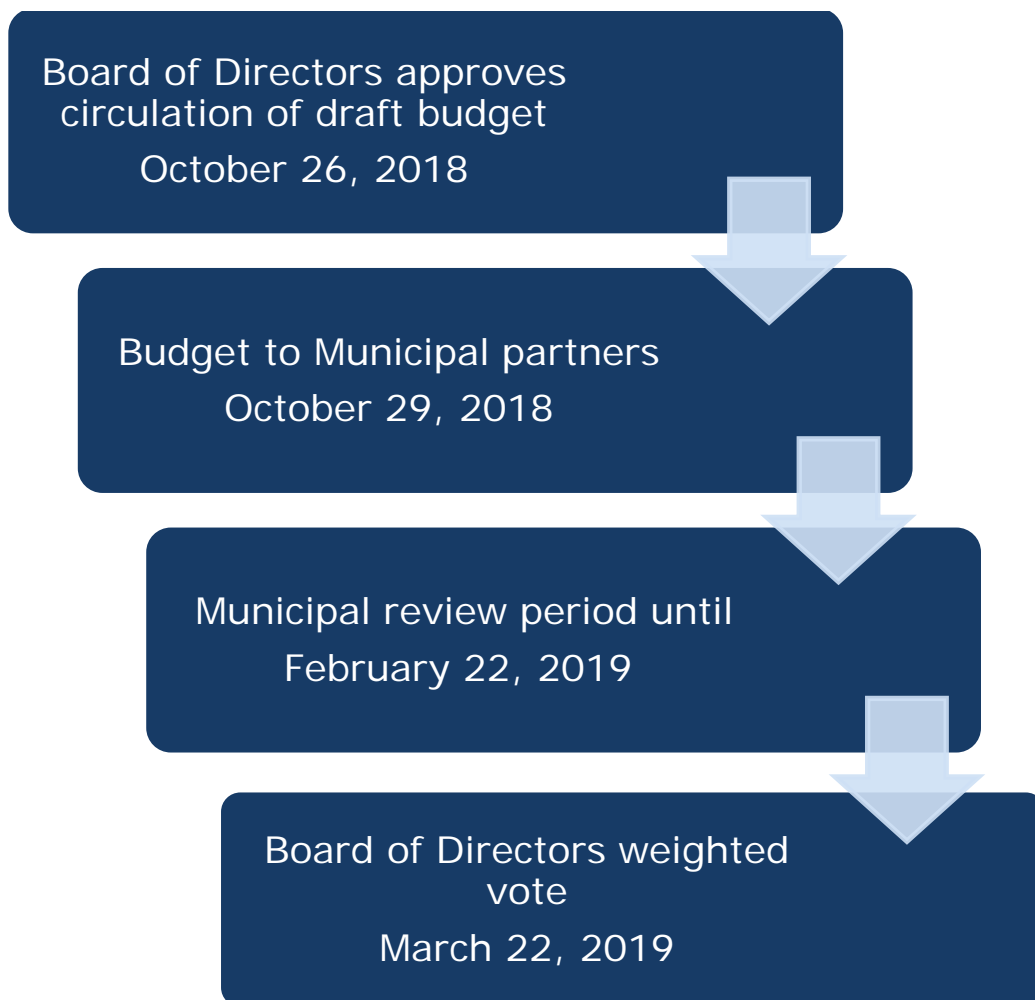 Board of Directors approves
circulation of draft budget
October 26, 2018
Budget to Municipal partners
October 29, 2018
Municipal review period until
February 22, 2019
Board of Directors weighted
vote
March 22, 2019